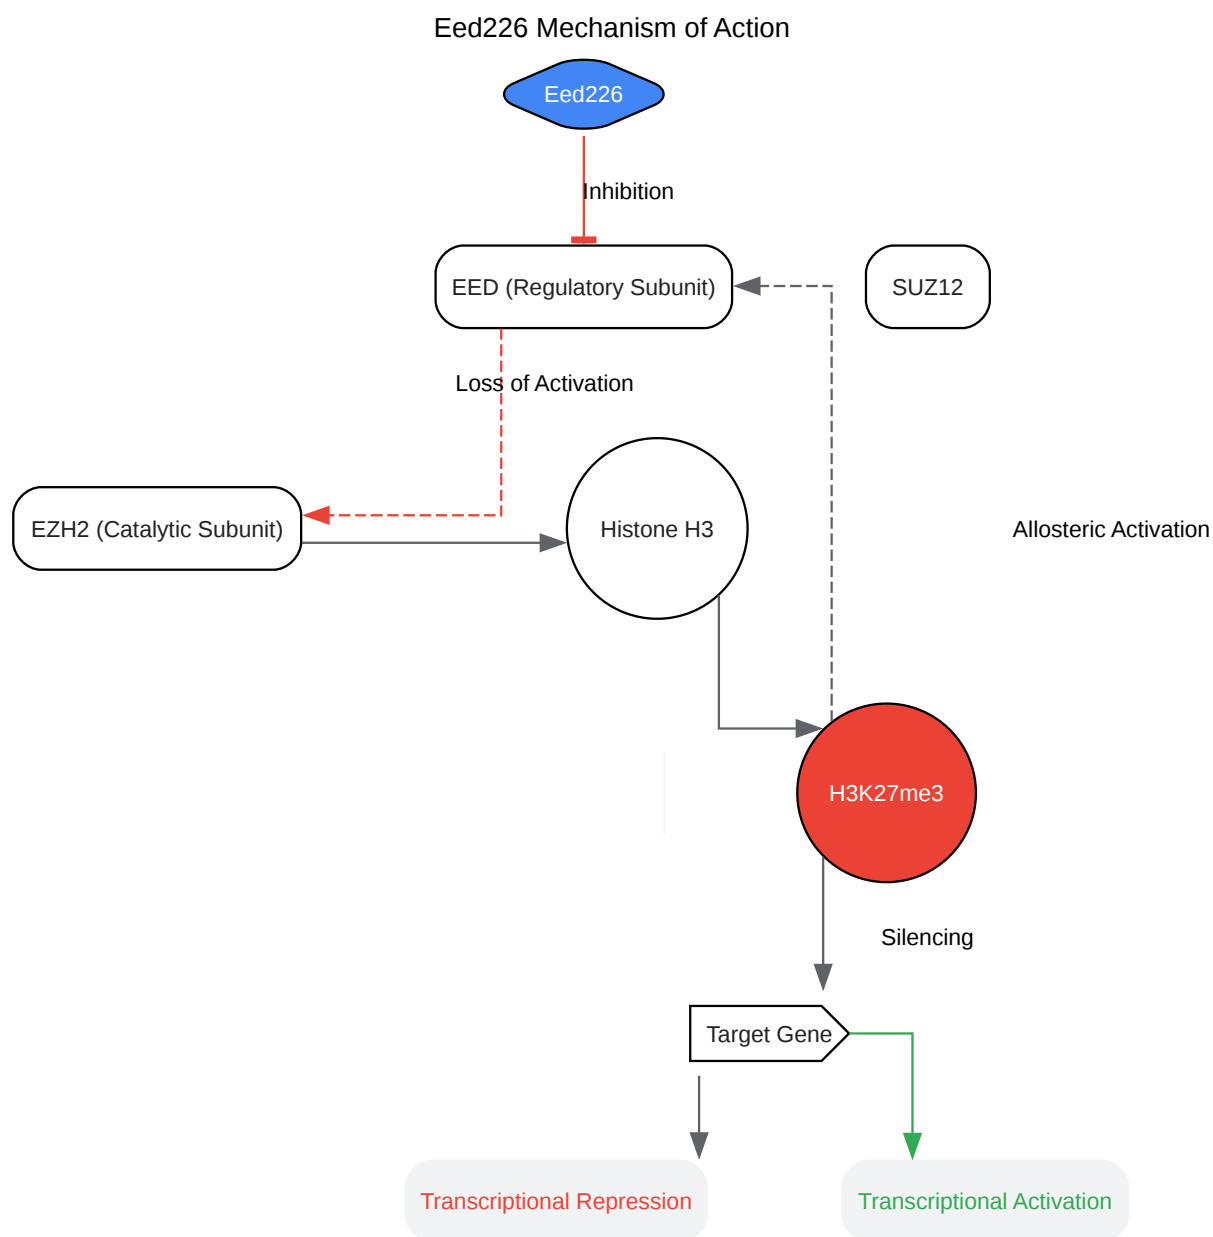 Eed226 Mechanism of Action
Eed226
Inhibition
EED (Regulatory Subunit)
SUZ12
Loss of Activation
EZH2 (Catalytic Subunit)
Histone H3
Allosteric Activation
H3K27me3
Silencing
Target Gene
Transcriptional Repression
Transcriptional Activation